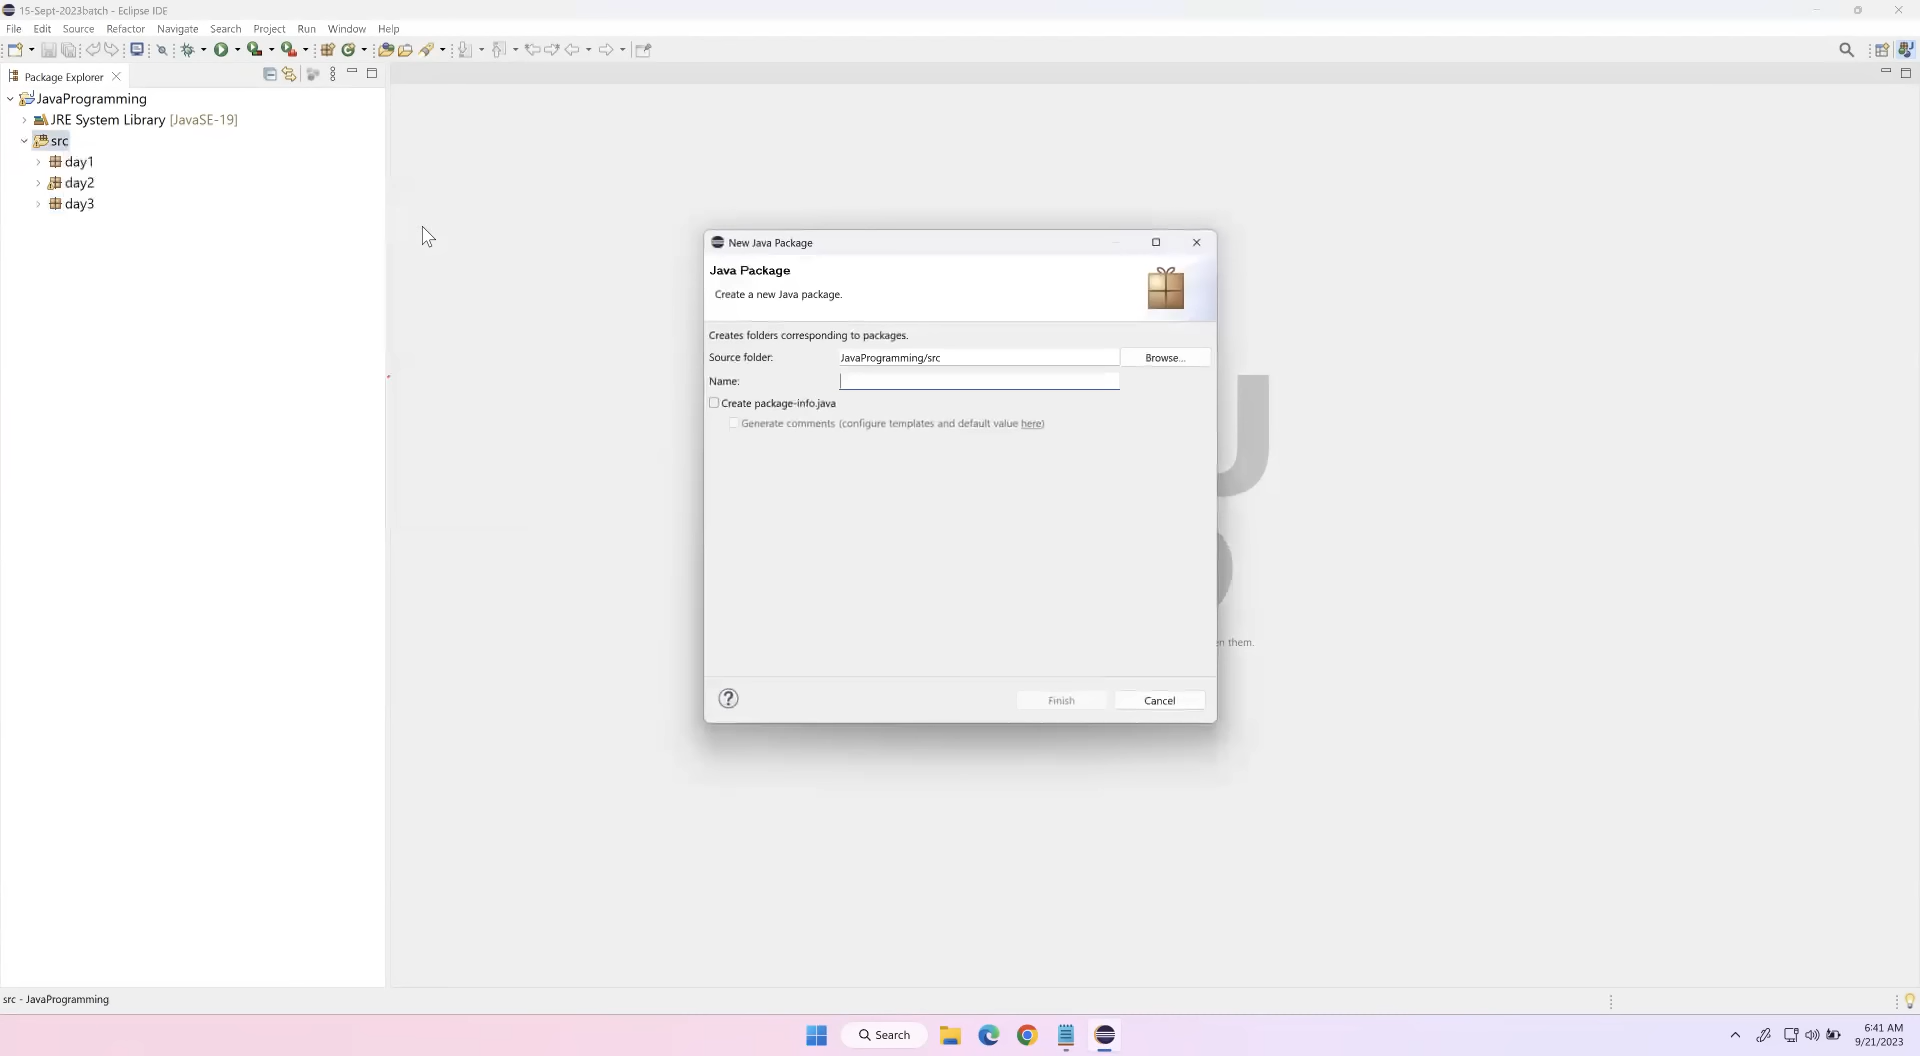 15-Sept-2023batch - Eclipse IDE
File Edit Source Refactor Navigate Search Project Run Window Help
Package Explorer
JavaProgramming
JRE System Library [JavaSE-19]
src
day1
day2
day3
New Java Package
Java Package
Create a new Java package.
Creates folders corresponding to packages.
Source folder: JavaProgramming/src Browse...
Name:
Create package-info.java
Generate comments (configure templates and default value here)
en them.
Finish Cancel
src - JavaProgramming
Search
6:41 AM
9/21/2023